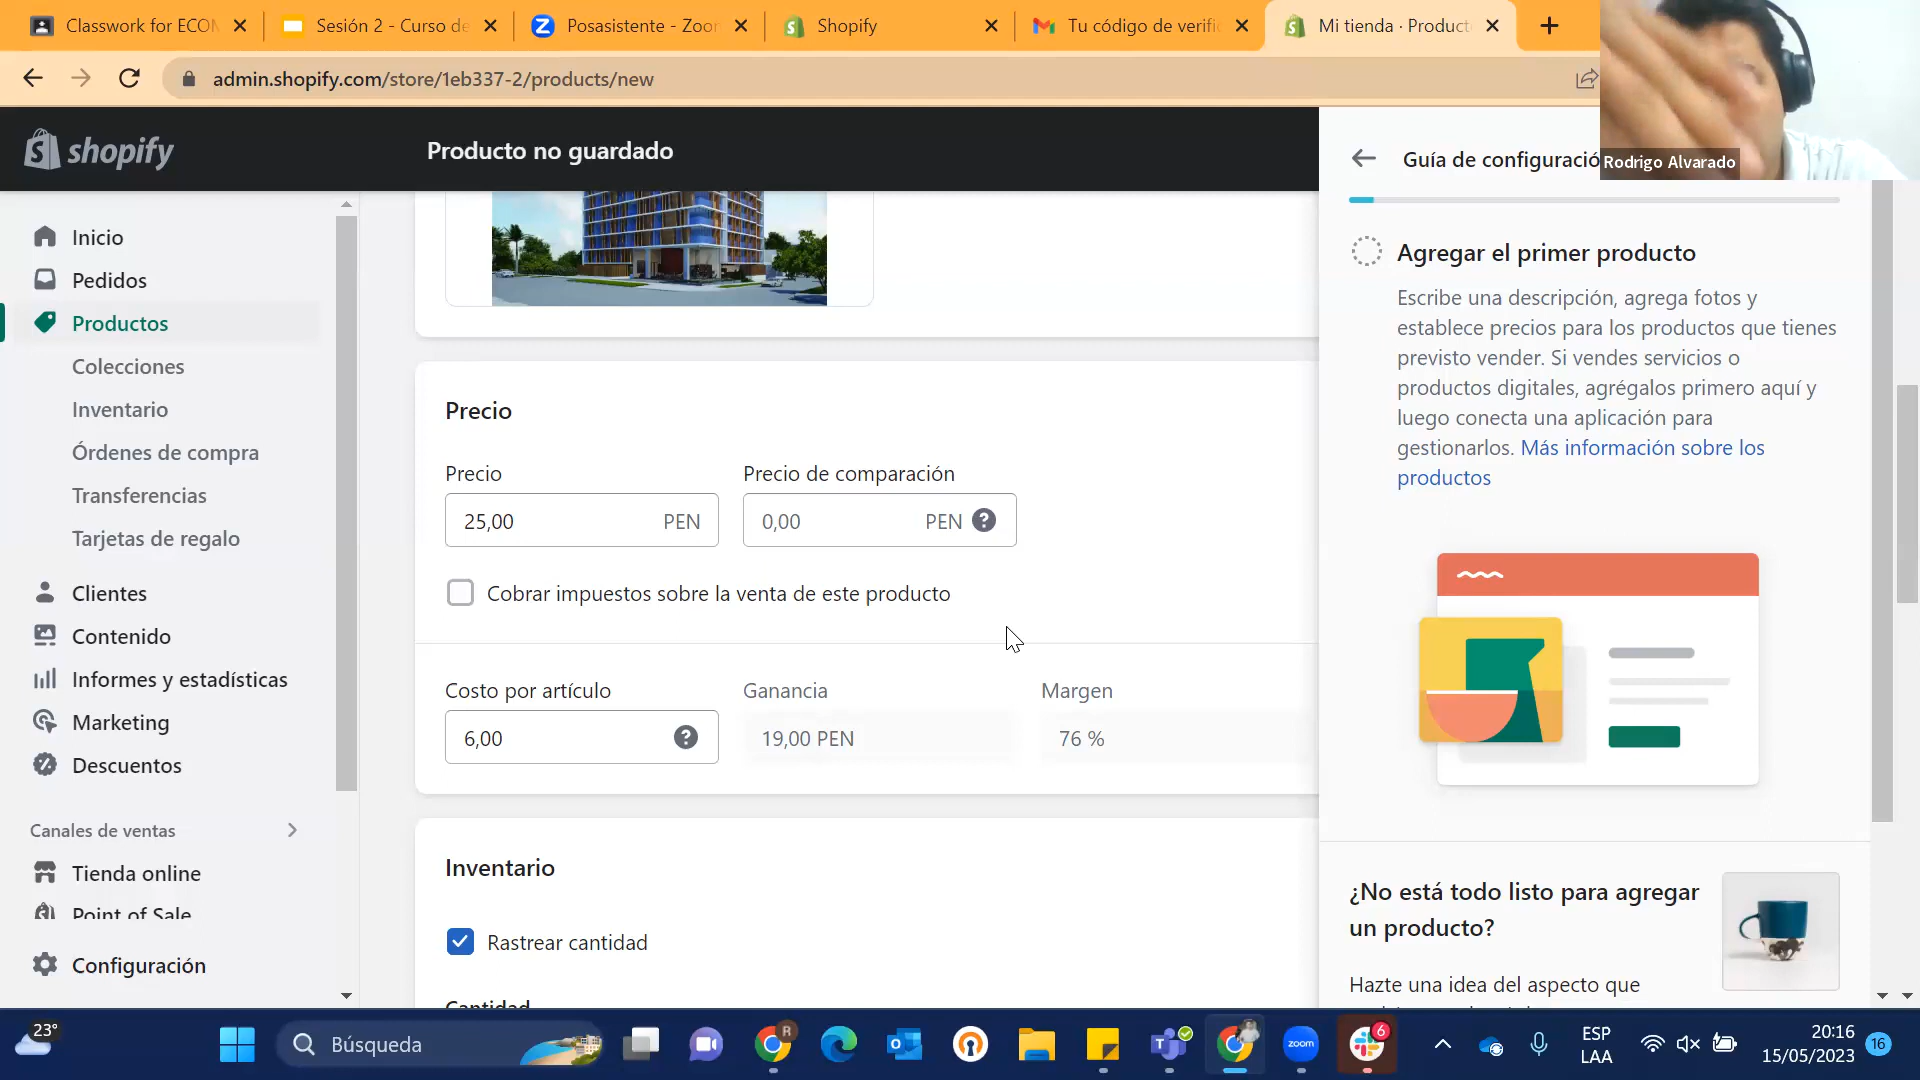 Classwork for ECOM
Sesión 2 - Curso de
Posasistente - Zoom
Shopify
Tu código de verific
Mi tienda · Product
admin.shopify.com/store/1eb337-2/products/new
shopify
Producto no guardado
Guía de configuració
Rodrigo Alvarado
Inicio
Pedidos
Productos
Colecciones
Inventario
Órdenes de compra
Transferencias
Tarjetas de regalo
Clientes
Contenido
Informes y estadísticas
Marketing
Descuentos
Canales de ventas
Tienda online
Point of Sale
Configuración
Precio
Precio
Precio de comparación
25,00 PEN
0,00 PEN
Cobrar impuestos sobre la venta de este producto
Costo por artículo
Ganancia
Margen
6,00
19,00 PEN
76 %
Inventario
Rastrear cantidad
Cantidad
Agregar el primer producto
Escribe una descripción, agrega fotos y
establece precios para los productos que tienes
previsto vender. Si vendes servicios o
productos digitales, agrégalos primero aquí y
luego conecta una aplicación para
gestionarlos. Más información sobre los
productos
¿No está todo listo para agregar
un producto?
Hazte una idea del aspecto que
23°
Búsqueda
R
zoom
6
ESP
LAA
20:16
15/05/2023
16